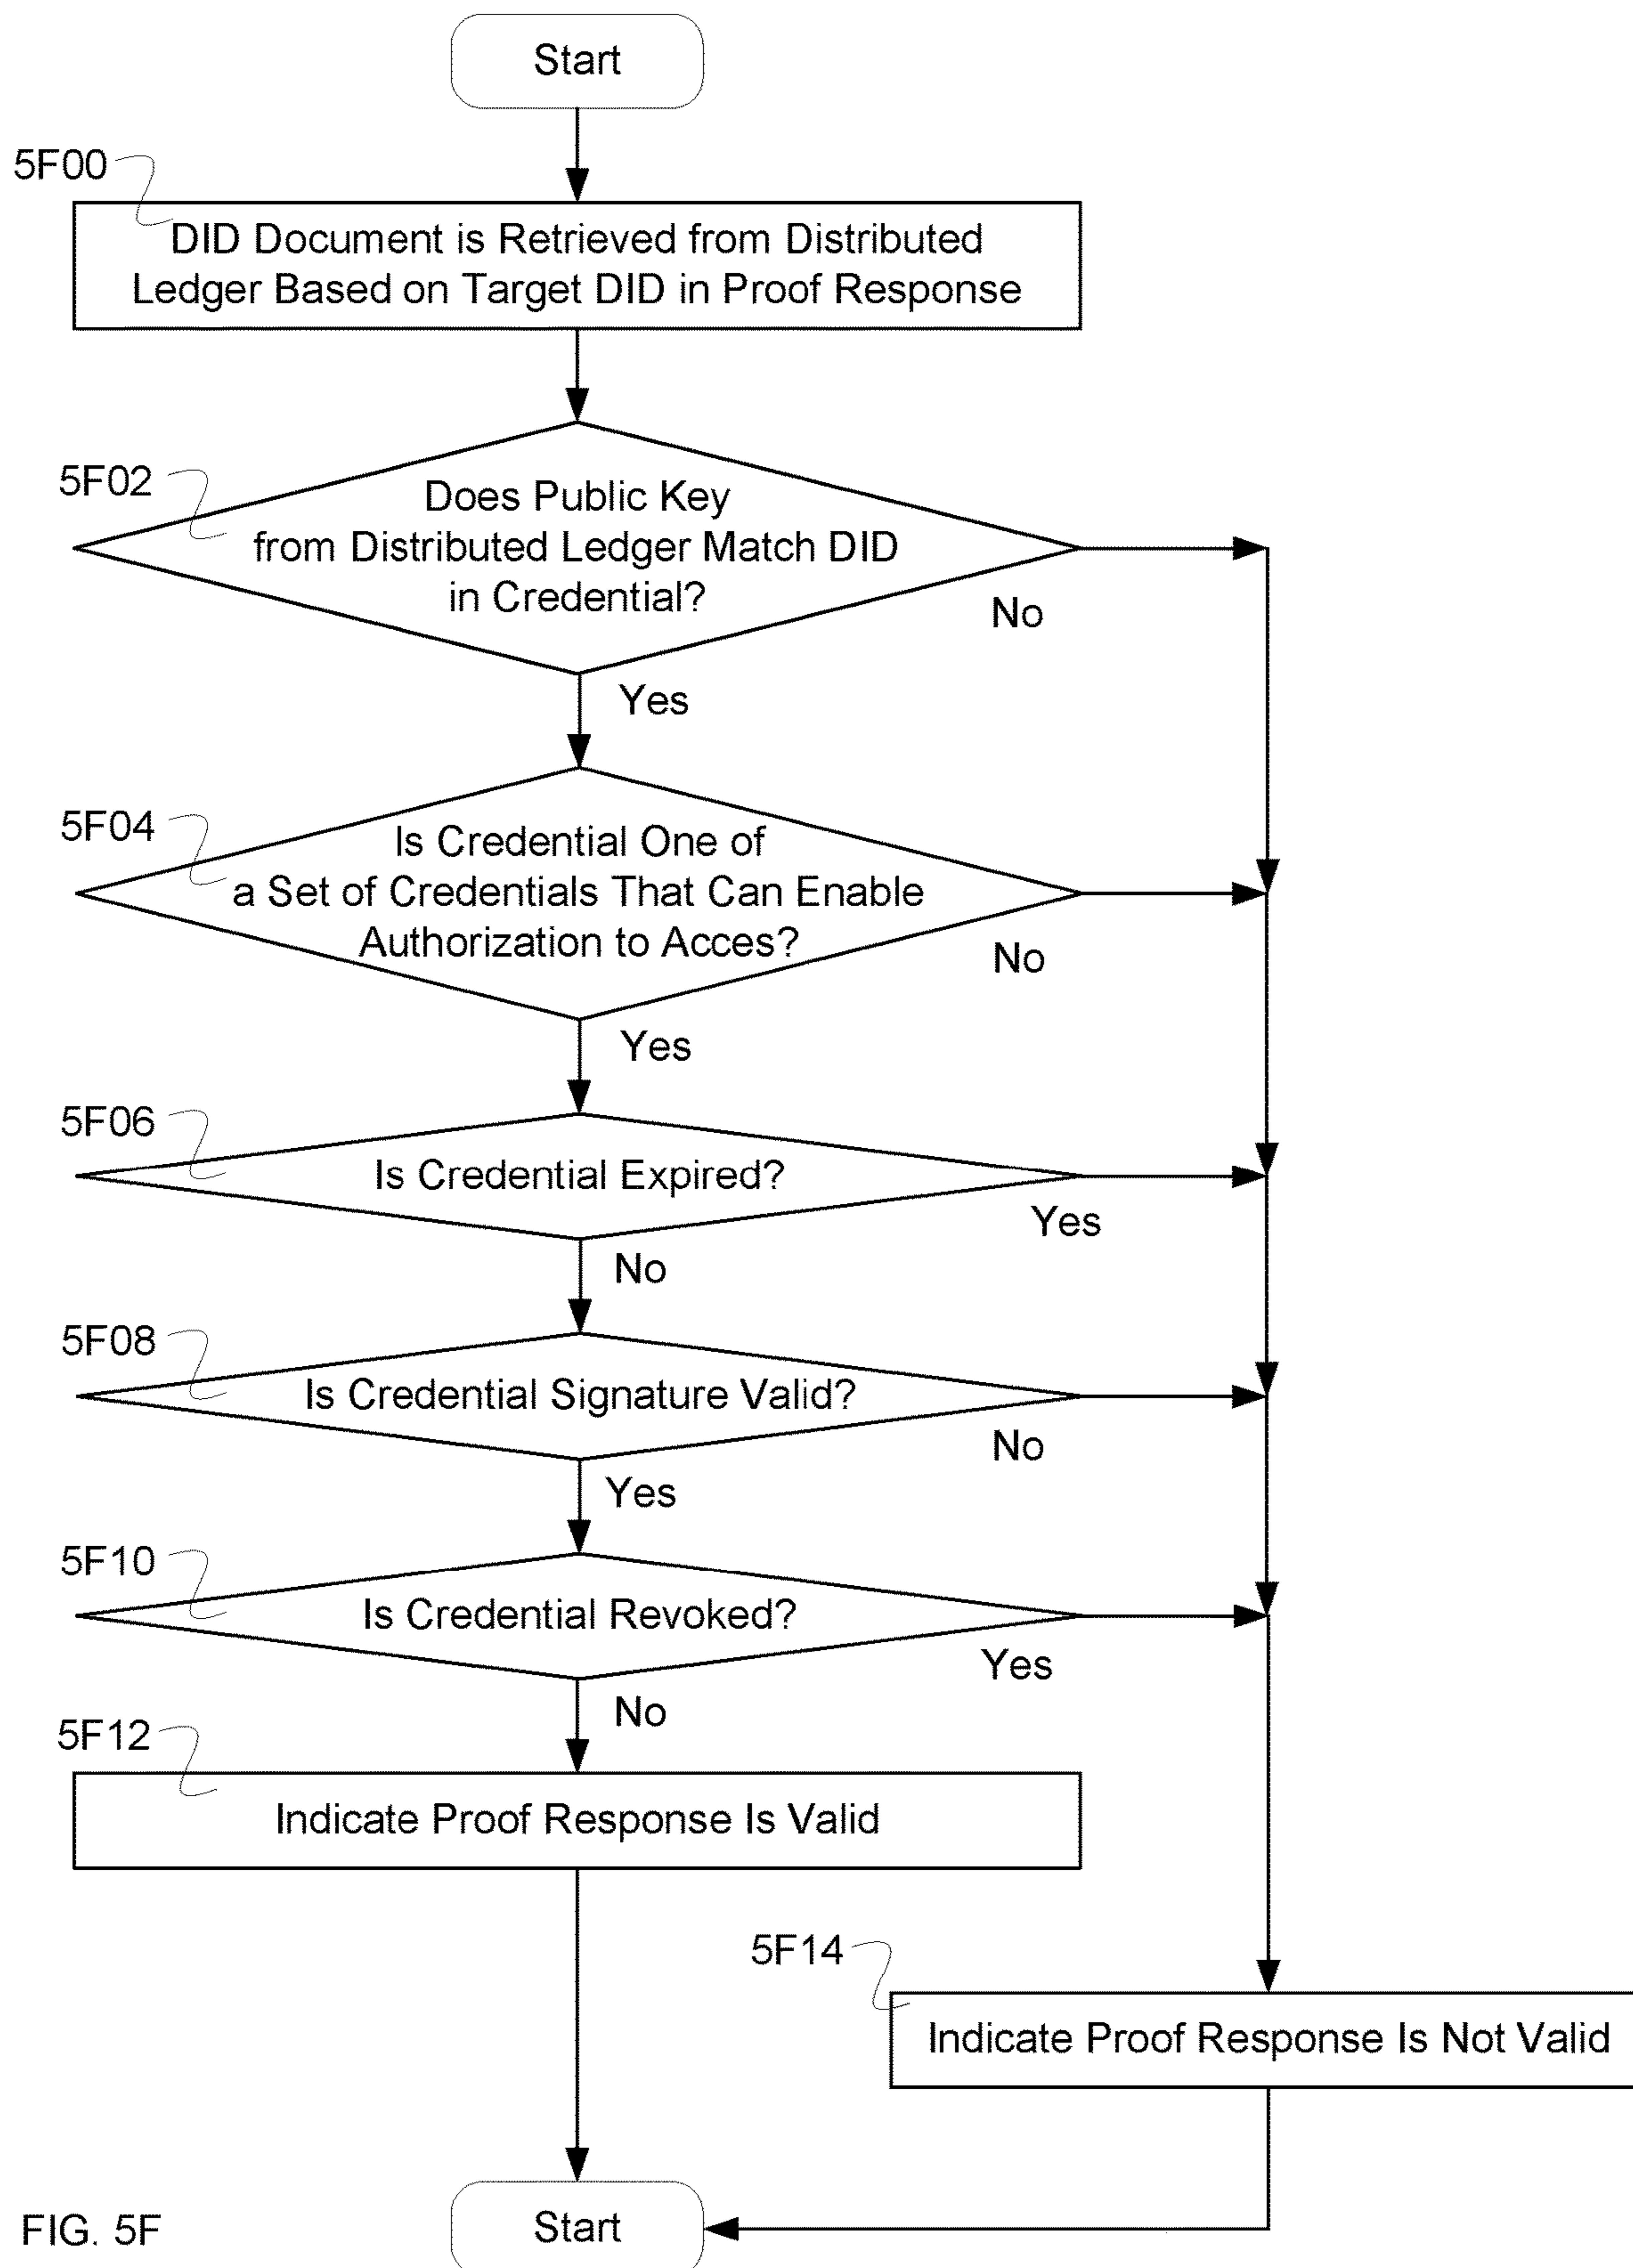 Start
5F00
DID Document is Retrieved from Distributed
Ledger Based on Target DID in Proof Response
5F02
Does Public Key
from Distributed Ledger Match DID
in Credential?
No
Yes
5F04
Is Credential One of
a Set of Credentials That Can Enable
Authorization to Acces?
No
Yes
5F06
Is Credential Expired?
Yes
No
5F08
Is Credential Signature Valid?
No
Yes
5F10
Is Credential Revoked?
Yes
No
5F12
Indicate Proof Response Is Valid
5F14
Indicate Proof Response Is Not Valid
Start
FIG. 5F